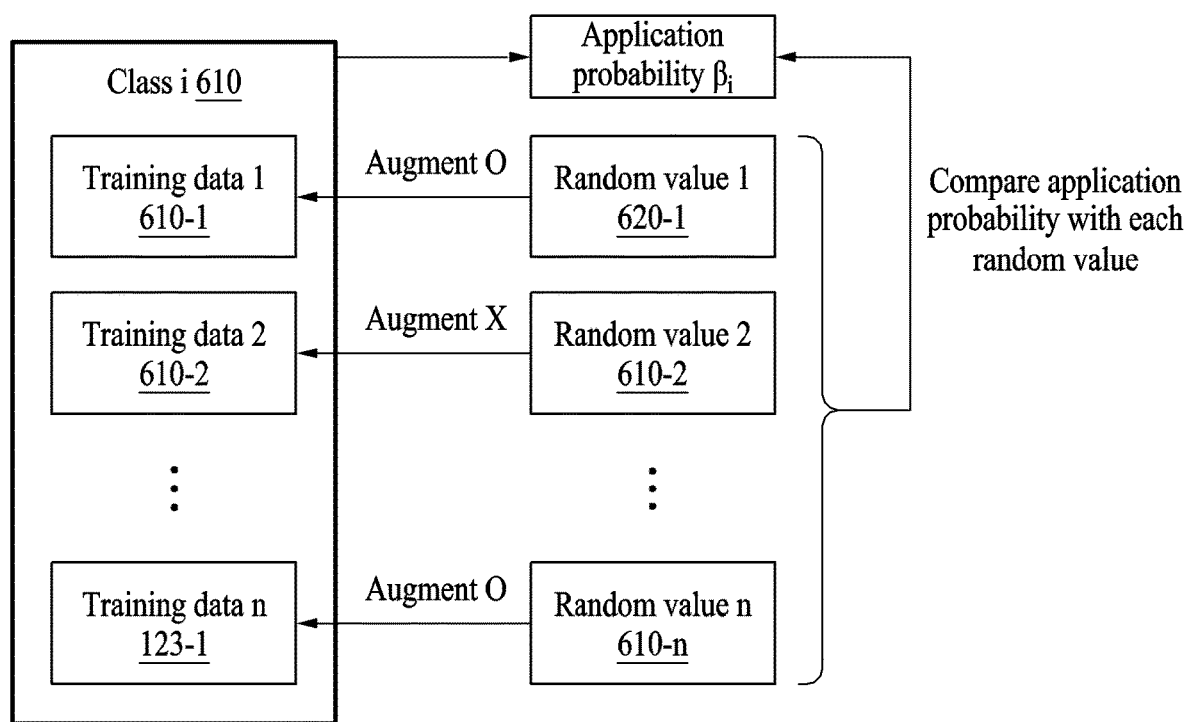 Application
probability βi
Class i 610
Training data 1
610-1
Augment O
Random value 1
620-1
Compare application
probability with each
random value
Training data 2
610-2
Augment X
Random value 2
610-2
Training data n
123-1
Augment O
Random value n
610-n